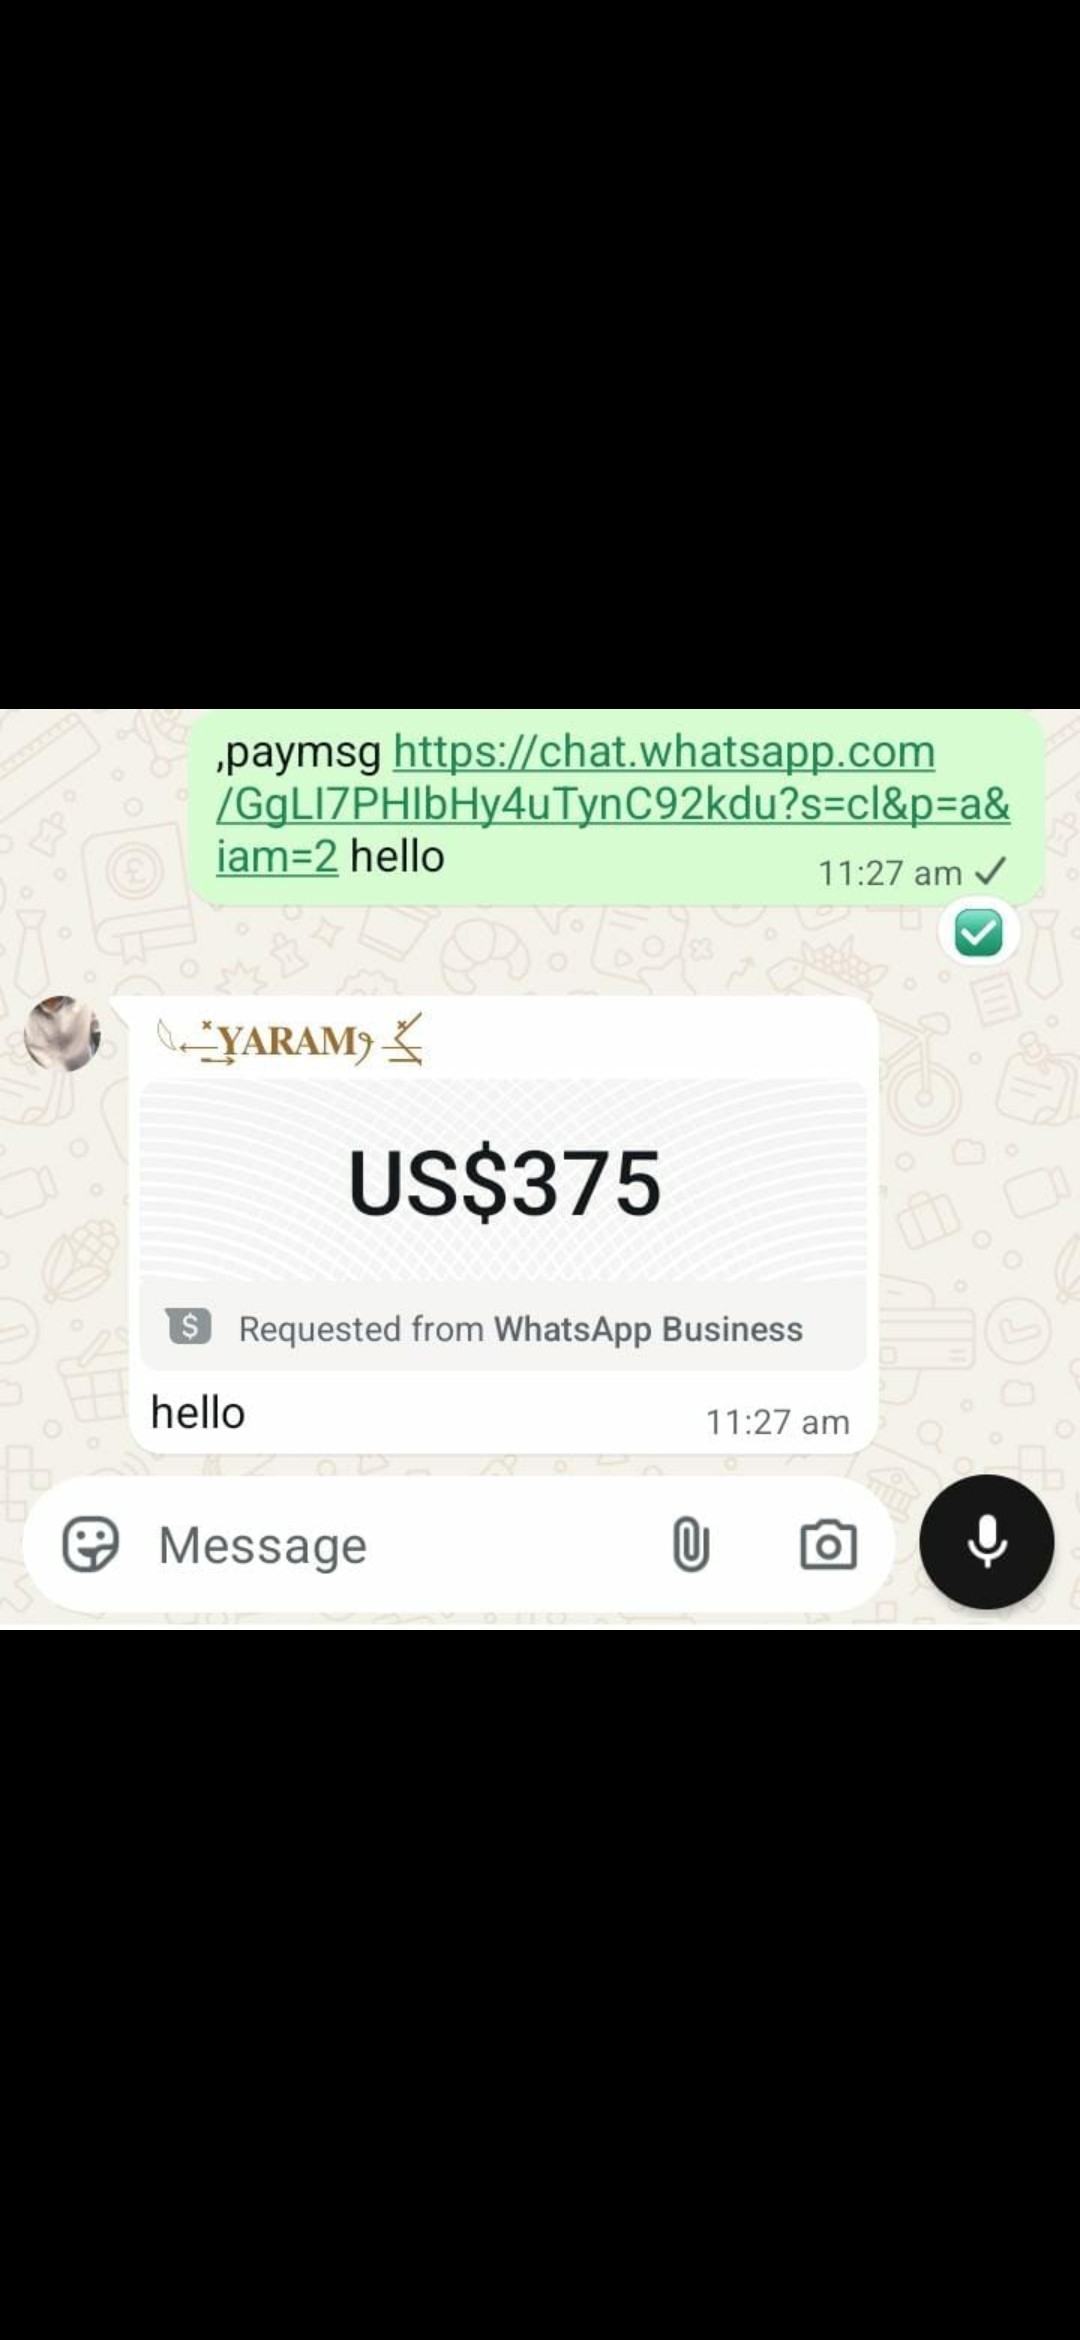 ,paymsg https://chat.whatsapp.com
/GgLI7PHIbHy4uTynC92kdu?s=cl&p=a&
iam=2 hello
11:27 am
YARAM
US$375
$ Requested from WhatsApp Business
hello
11:27 am
Message